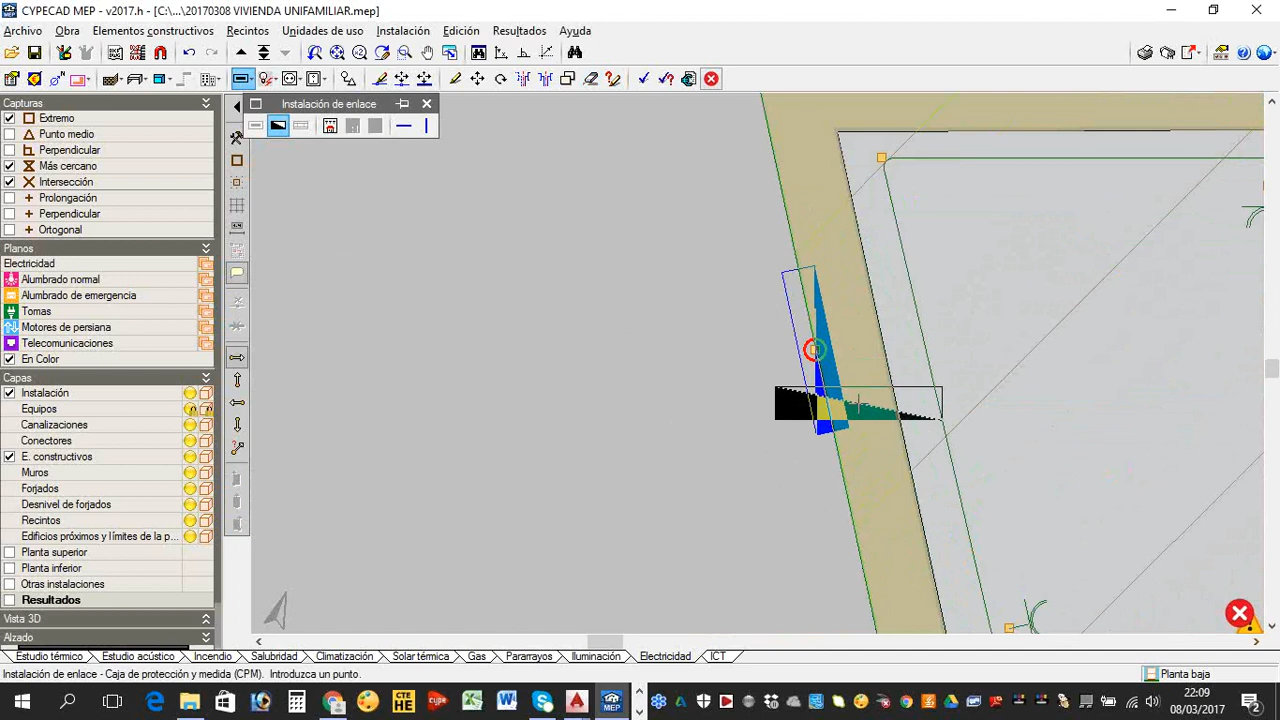 CYPECAD MEP - v2017.h - [C:\...\20170308 VIVIENDA UNIFAMILIAR.mep]
Archivo Obra Elementos constructivos Recintos Unidades de uso Instalación Edición Resultados Ayuda
Capturas
Extremo
Punto medio
Perpendicular
Más cercano
Intersección
Prolongación
Perpendicular
Ortogonal
Planos
Electricidad
Alumbrado normal
Alumbrado de emergencia
Tomas
Motores de persiana
Telecomunicaciones
En Color
Capas
Instalación
Equipos
Canalizaciones
Conectores
E. constructivos
Muros
Forjados
Desnivel de forjados
Recintos
Edificios próximos y límites de la p...
Planta superior
Planta inferior
Otras instalaciones
Resultados
Vista 3D
Alzado
Instalación de enlace
Estudio térmico Estudio acústico Incendio Salubridad Climatización Solar térmica Gas Pararrayos Iluminación Electricidad ICT
Instalación de enlace - Caja de protección y medida (CPM). Introduzca un punto.
Planta baja
CTE
HE
cype
MEP
22:09
08/03/2017
2